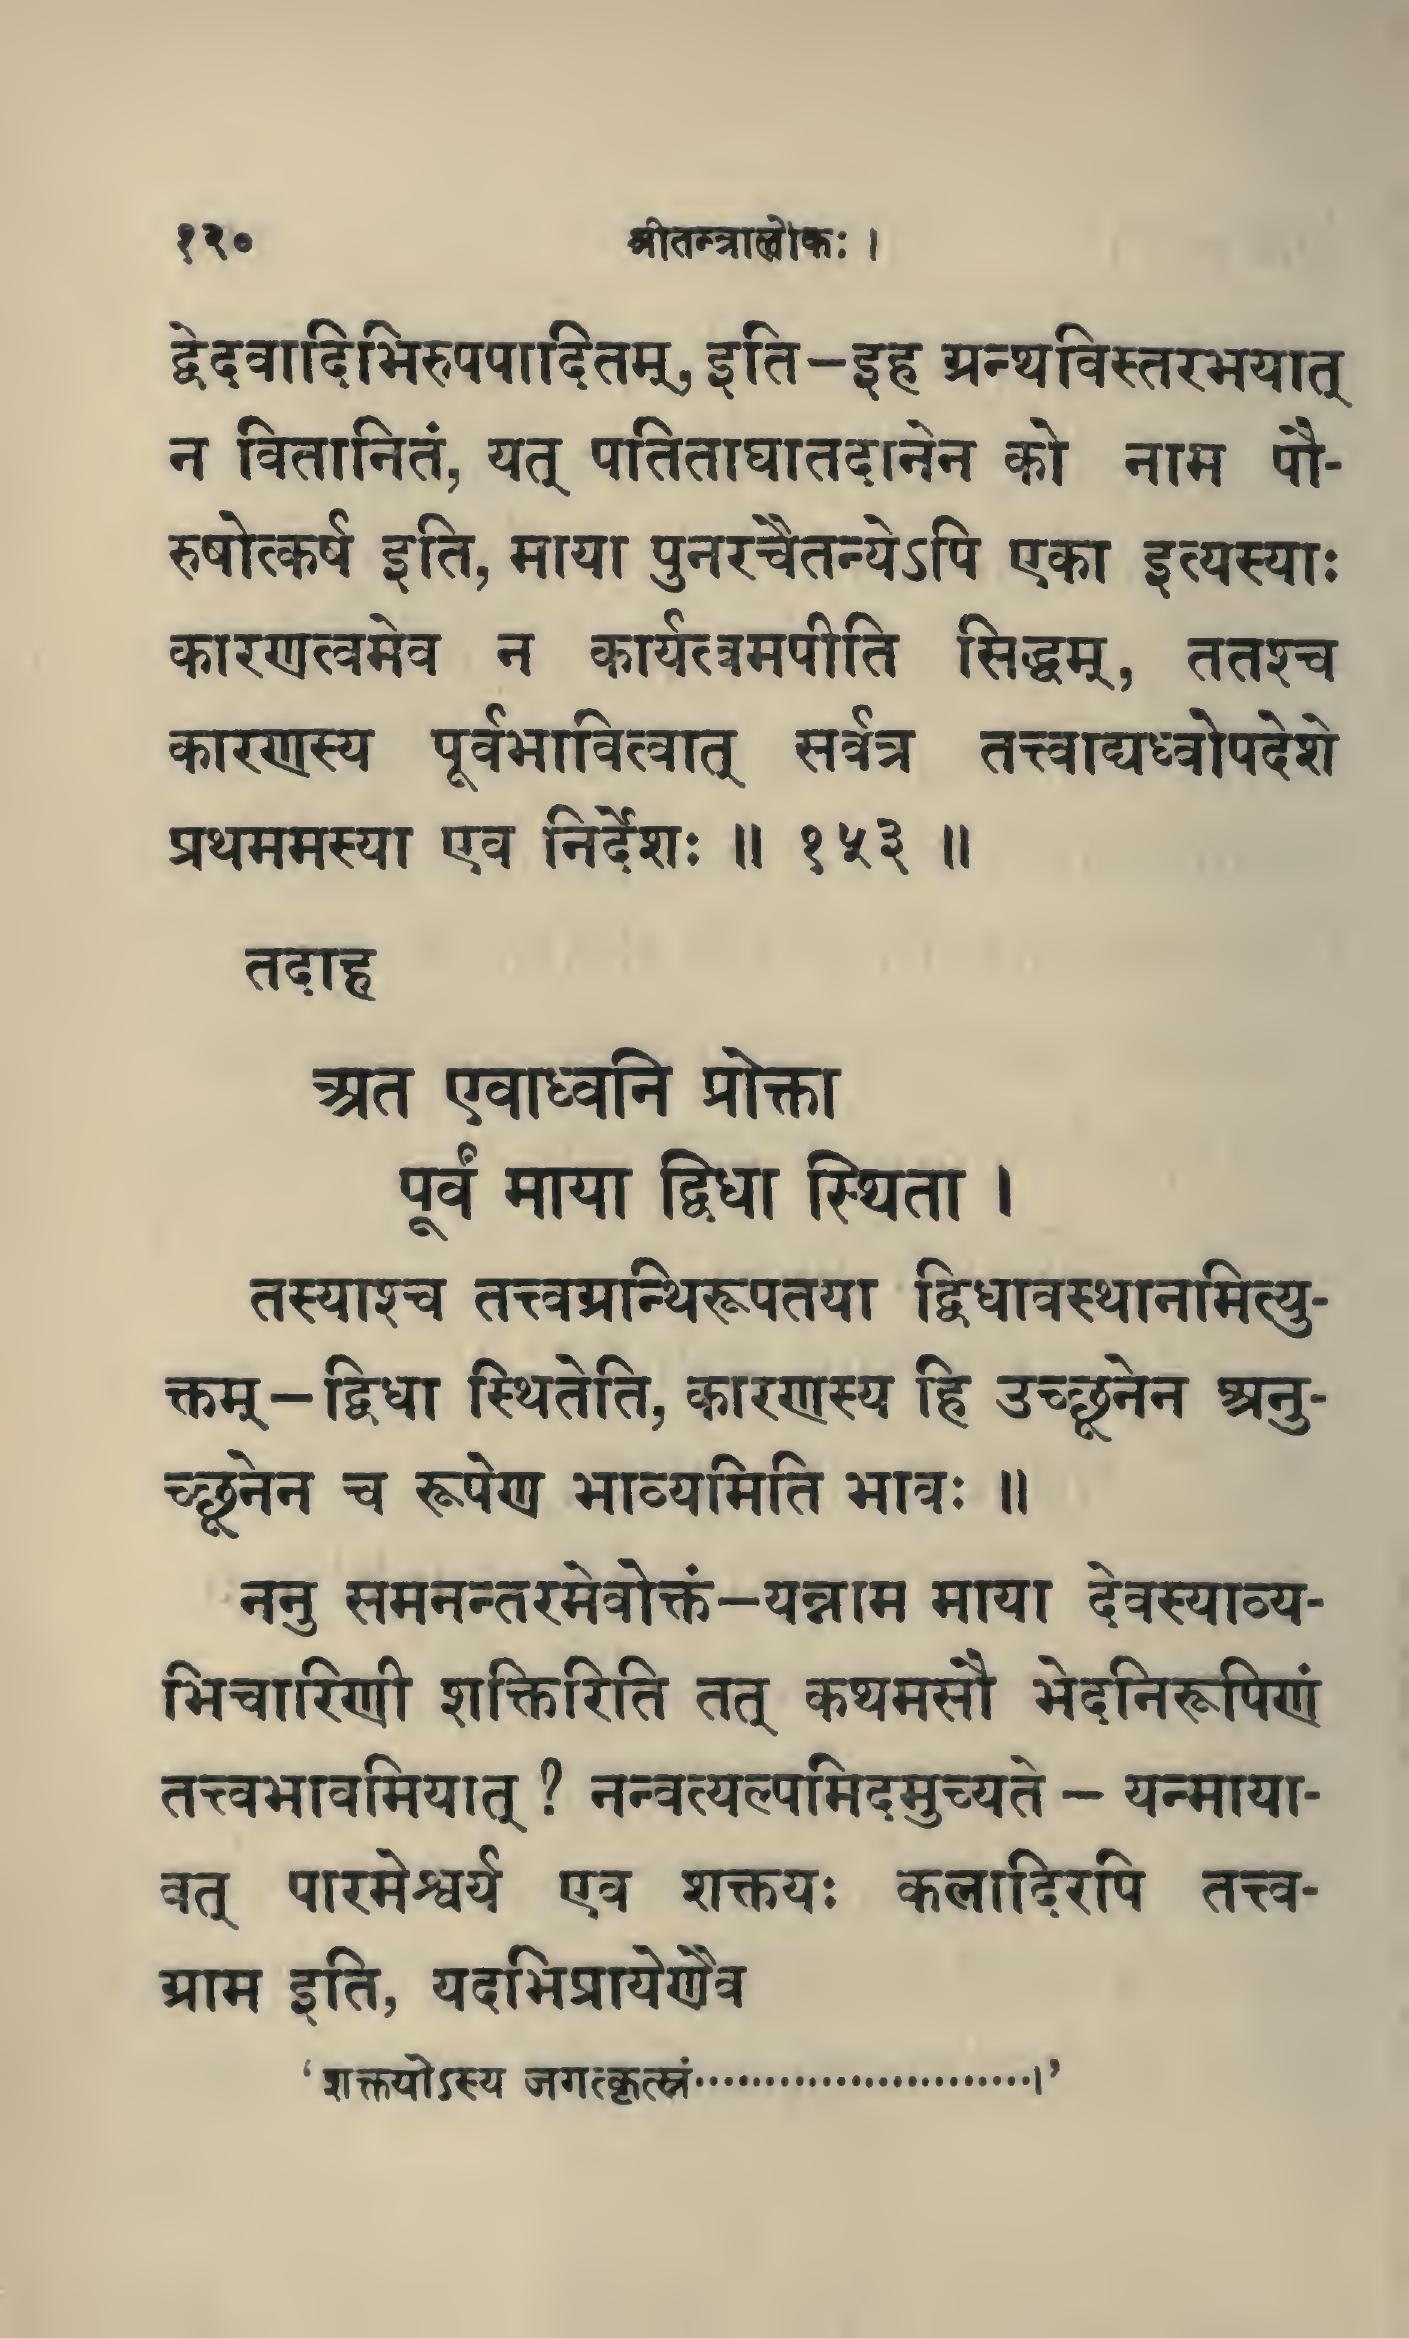 १२० श्रीतन्त्रालोकः ।
द्वेदवादिभिरुपपादितम्, इति—इह ग्रन्थविस्तरभयात्
न वितानितं, यत् पतिताघातदानेन को नाम पौ-
रुषोत्कर्ष इति, माया पुनरचैतन्येऽपि एका इत्यस्याः
कारणत्वमेव न कार्यत्वमपीति सिद्धम्, ततश्च
कारणस्य पूर्वभावित्वात् सर्वत्र तत्त्वाद्यध्वोपदेशे
प्रथममस्या एव निर्देशः ॥ १५३ ॥
तदाह
अत एवाध्वनि प्रोक्ता
पूर्वं माया द्विधा स्थिता ।
तस्याश्च तत्त्वग्रन्थिरूपतया द्विधावस्थानमित्यु-
क्तम्—द्विधा स्थितेति, कारणस्य हि उच्छूनेन अनु-
च्छूनेन च रूपेण भाव्यमिति भावः ॥
ननु समनन्तरमेवोक्तं—यन्नाम माया देवस्याव्य-
भिचारिणी शक्तिरिति तत् कथमसौ भेदनिरूपिणं
तत्त्वभावमियात् ? नन्वत्यल्पमिदमुच्यते — यन्माया-
वत् पारमेश्वर्य एव शक्तयः कलादिरपि तत्त्व-
ग्राम इति, यदभिप्रायेणैव
‘शक्तयोऽस्य जगत्कृत्स्नं························।’